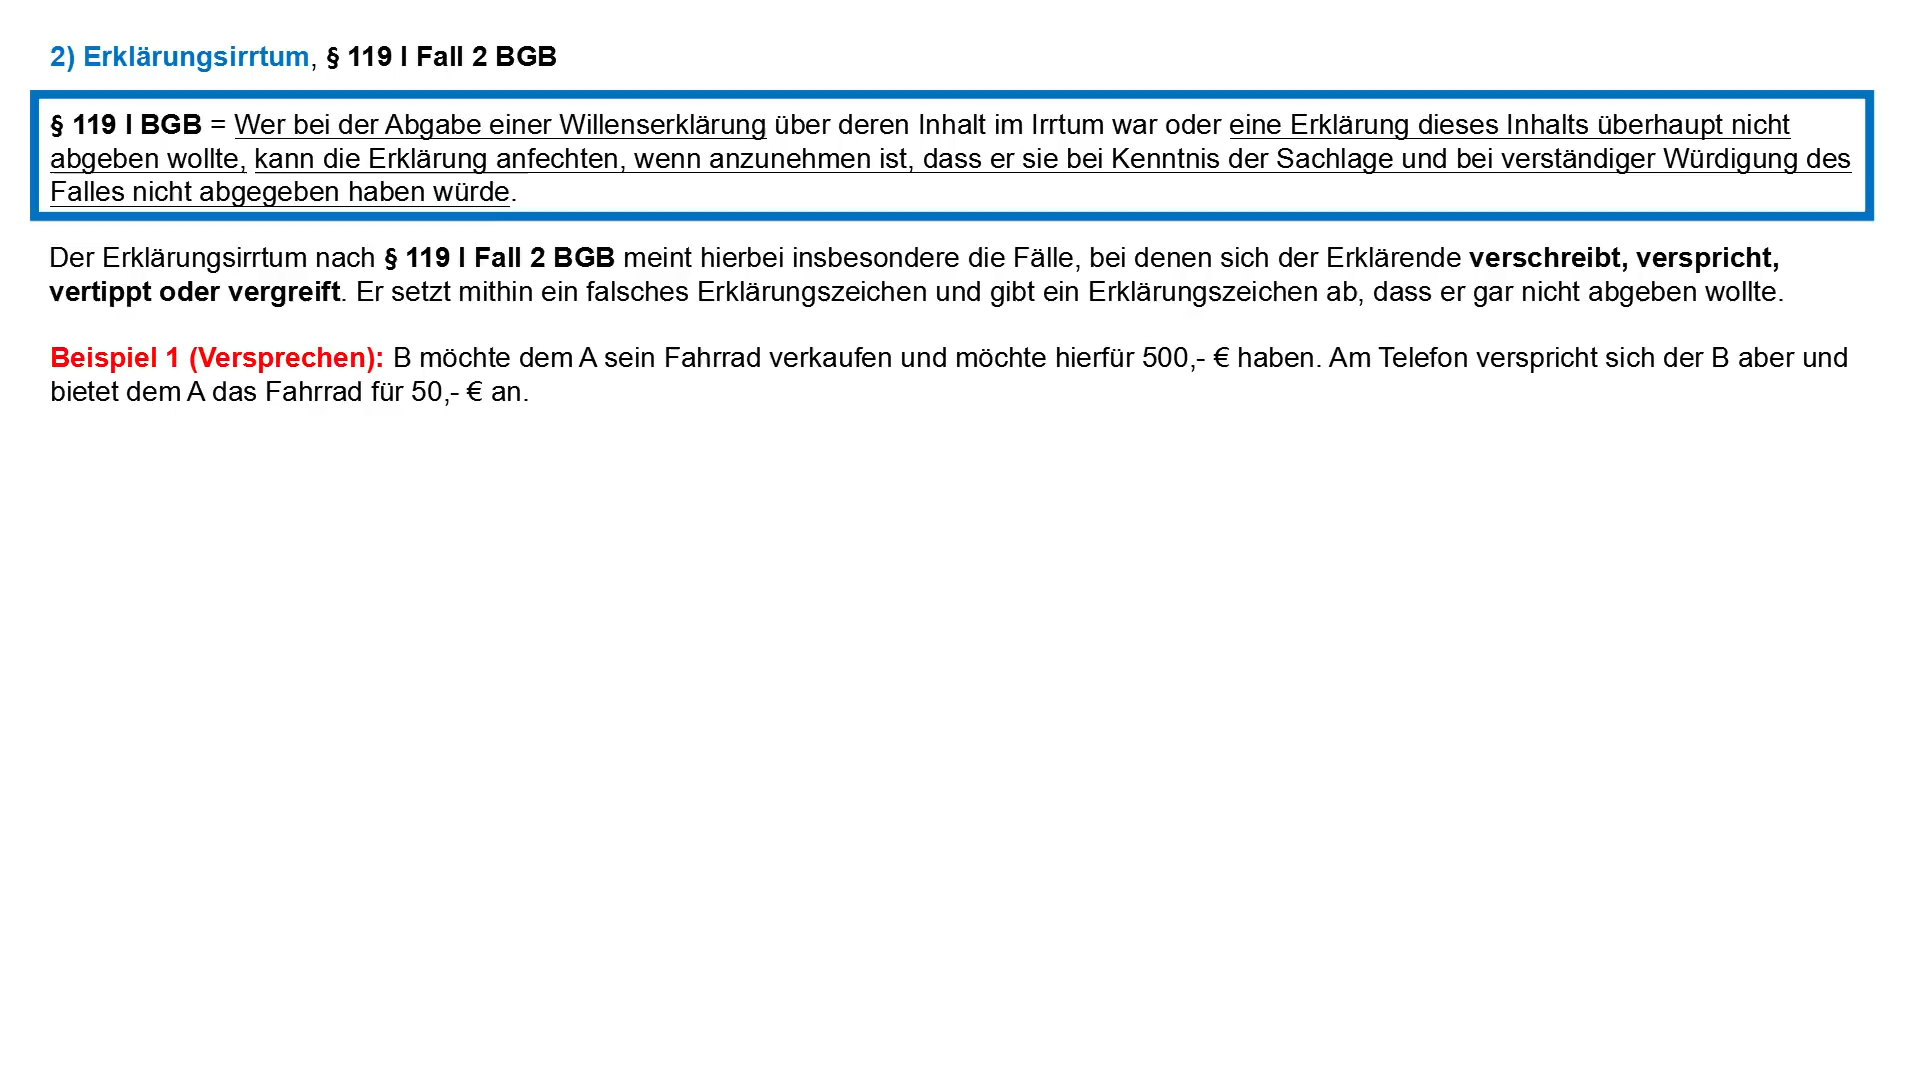 2) Erklärungsirrtum, § 119 I Fall 2 BGB
§ 119 I BGB = Wer bei der Abgabe einer Willenserklärung über deren Inhalt im Irrtum war oder eine Erklärung dieses Inhalts überhaupt nicht
abgeben wollte, kann die Erklärung anfechten, wenn anzunehmen ist, dass er sie bei Kenntnis der Sachlage und bei verständiger Würdigung des
Falles nicht abgegeben haben würde.
Der Erklärungsirrtum nach § 119 I Fall 2 BGB meint hierbei insbesondere die Fälle, bei denen sich der Erklärende verschreibt, verspricht,
vertippt oder vergreift. Er setzt mithin ein falsches Erklärungszeichen und gibt ein Erklärungszeichen ab, dass er gar nicht abgeben wollte.
Beispiel 1 (Versprechen): B möchte dem A sein Fahrrad verkaufen und möchte hierfür 500,- € haben. Am Telefon verspricht sich der B aber und
bietet dem A das Fahrrad für 50,- € an.